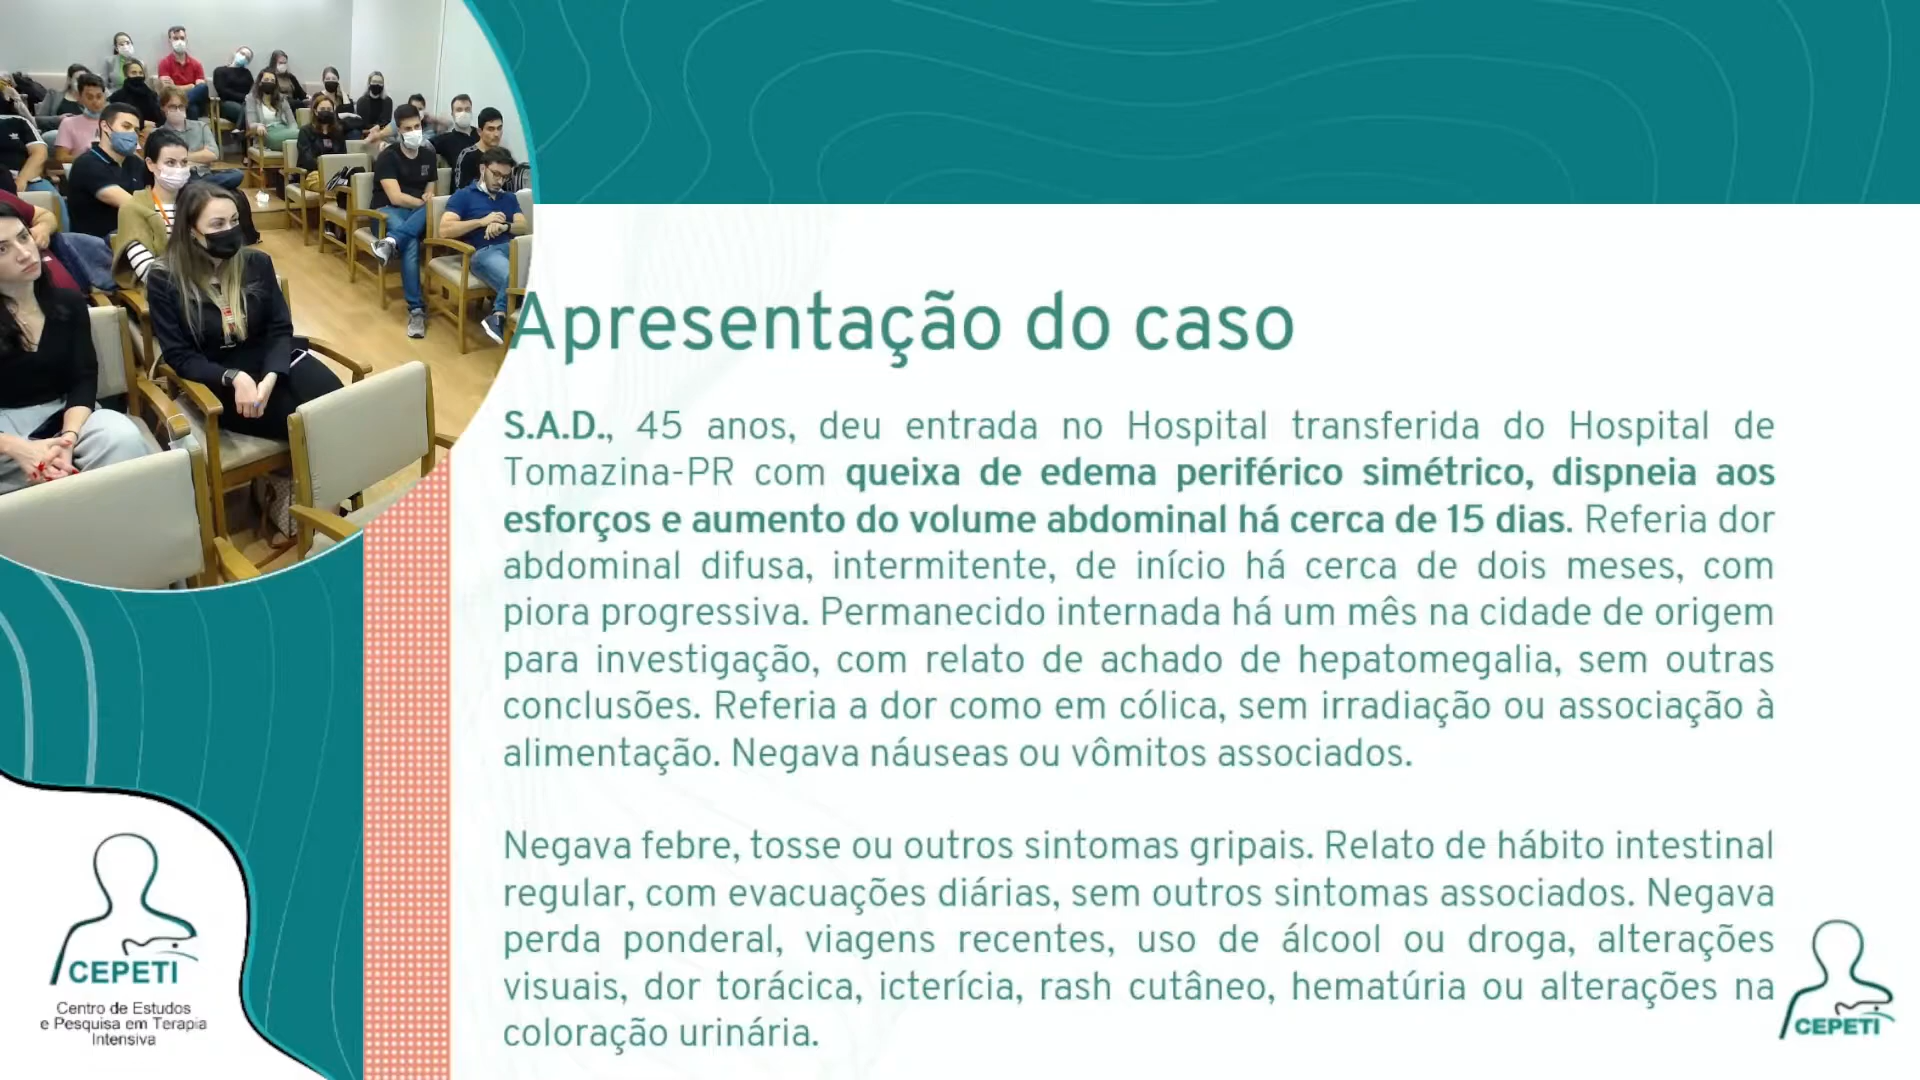 Apresentação do caso
S.A.D., 45 anos, deu entrada no Hospital transferida do Hospital de
Tomazina-PR com queixa de edema periférico simétrico, dispneia aos
esforços e aumento do volume abdominal há cerca de 15 dias. Referia dor
abdominal difusa, intermitente, de início há cerca de dois meses, com
piora progressiva. Permanecido internada há um mês na cidade de origem
para investigação, com relato de achado de hepatomegalia, sem outras
conclusões. Referia a dor como em cólica, sem irradiação ou associação à
alimentação. Negava náuseas ou vômitos associados.
Negava febre, tosse ou outros sintomas gripais. Relato de hábito intestinal
regular, com evacuações diárias, sem outros sintomas associados. Negava
perda ponderal, viagens recentes, uso de álcool ou droga, alterações
visuais, dor torácica, icterícia, rash cutâneo, hematúria ou alterações na
coloração urinária.
CEPETI
Centro de Estudos
e Pesquisa em Terapia
Intensiva
CEPETI